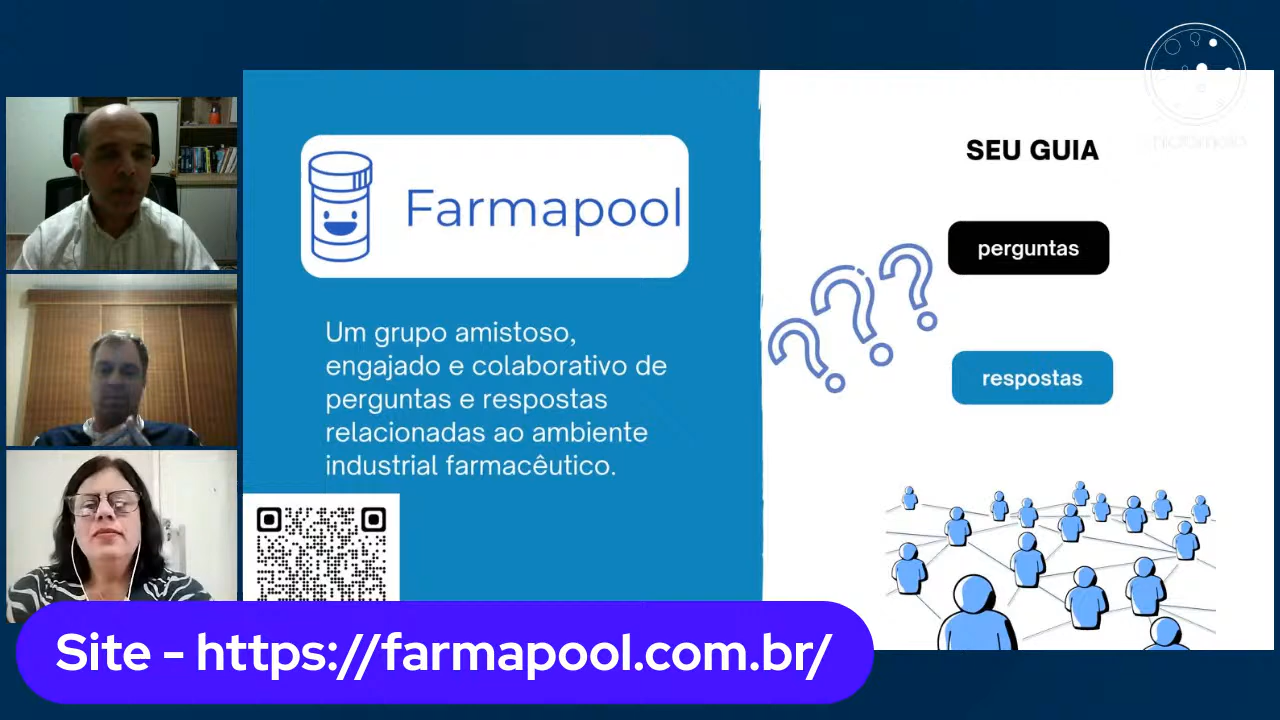 Farmapool
Um grupo amistoso,
engajado e colaborativo de
perguntas e respostas
relacionadas ao ambiente
industrial farmacêutico.
SEU GUIA
perguntas
respostas
Site - https://farmapool.com.br/